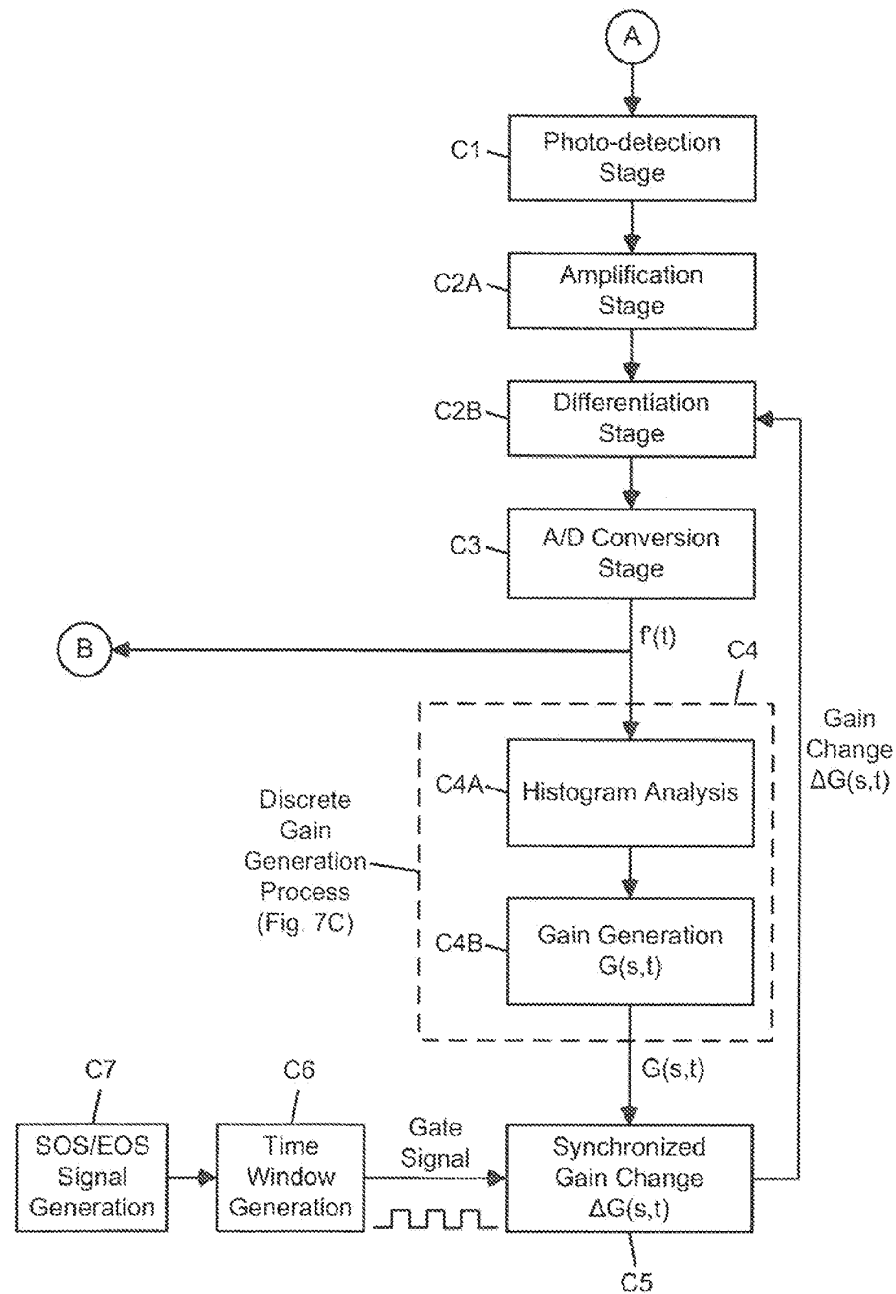 A
C1
Photo-detection
Stage
C2A
Amplification
Stage
C2B
Differentiation
Stage
C3
A/D Conversion
Stage
B
f'(t)
C4
Gain
Change
ΔG(s,t)
C4A
Histogram Analysis
Discrete
Gain
Generation
Process
(Fig. 7C)
C4B
Gain Generation
G(s,t)
G(s,t)
C7
SOS/EOS
Signal
Generation
C6
Time
Window
Generation
Gate
Signal
Synchronized
Gain Change
ΔG(s,t)
C5